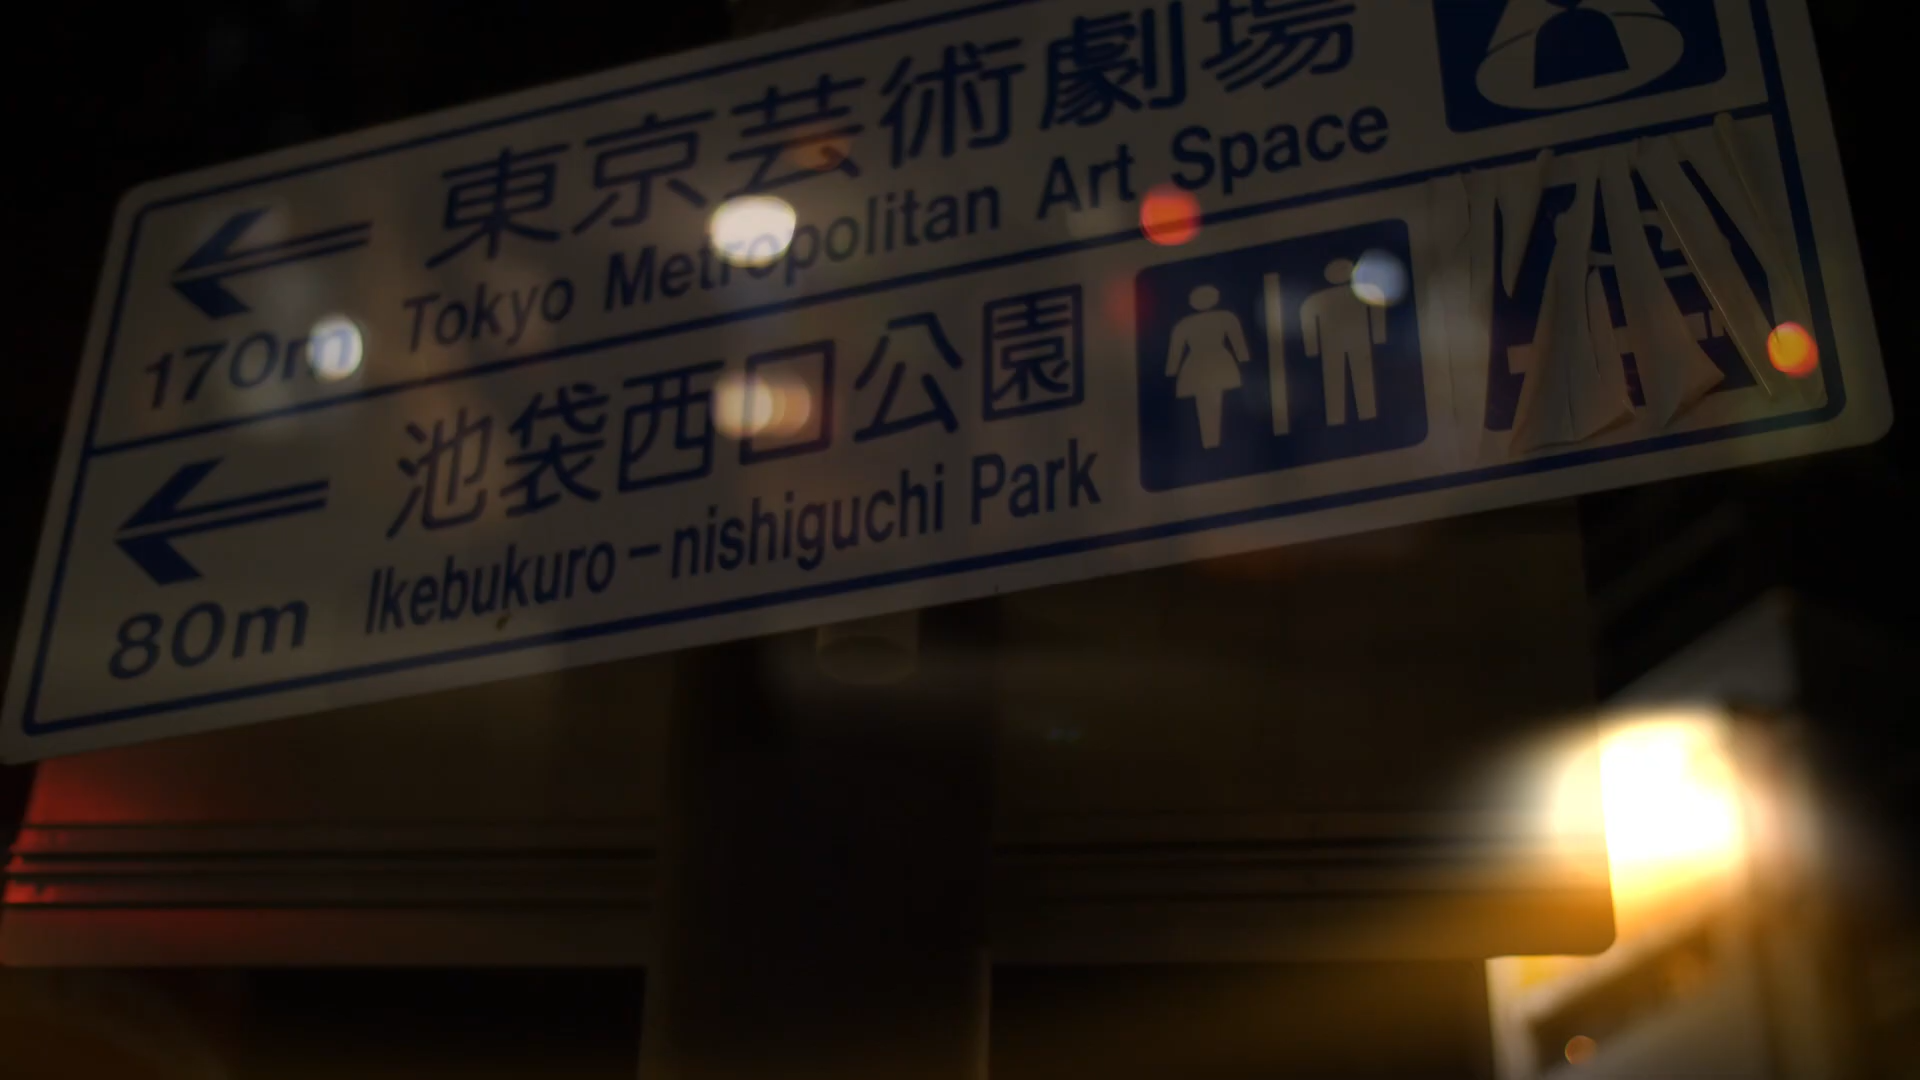 東京芸術劇場
Tokyo Metropolitan Art Space
170m
池袋西口公園
Ikebukuro-nishiguchi Park
80m